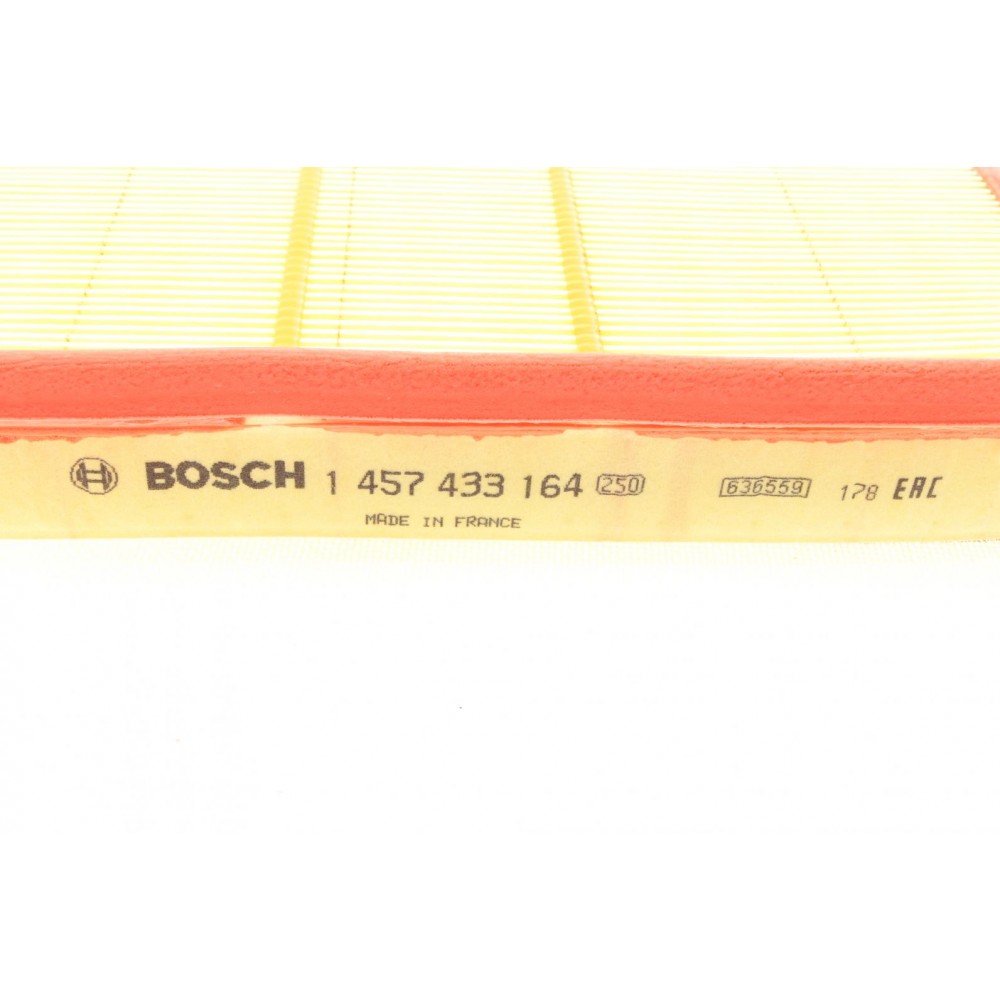 BOSCH 1 457 433 164 250 636559 178 EAC
MADE IN FRANCE